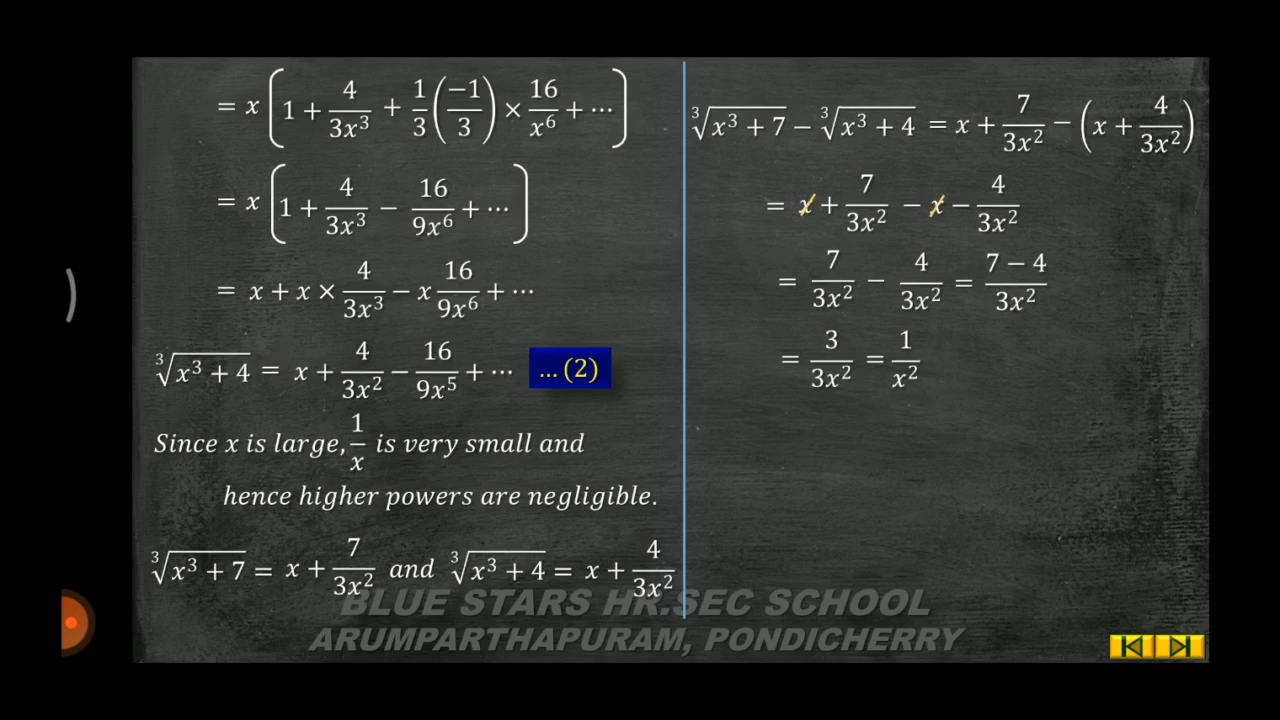 = x [1 + 4/3x³ + 1/3 (−1/3) × 16/x⁶ + ⋯]
= x [1 + 4/3x³ − 16/9x⁶ + ⋯]
= x + x × 4/3x³ − x 16/9x⁶ + ⋯
∛(x³ + 4) = x + 4/3x² − 16/9x⁵ + ⋯ ... (2)
Since x is large, 1/x is very small and
hence higher powers are negligible.
∛(x³ + 7) = x + 7/3x² and ∛(x³ + 4) = x + 4/3x²
∛(x³ + 7) − ∛(x³ + 4) = x + 7/3x² − (x + 4/3x²)
= x + 7/3x² − x − 4/3x²
= 7/3x² − 4/3x² = 7 − 4/3x²
= 3/3x² = 1/x²
BLUE STARS HR.SEC SCHOOL
ARUMPARTHAPURAM, PONDICHERRY